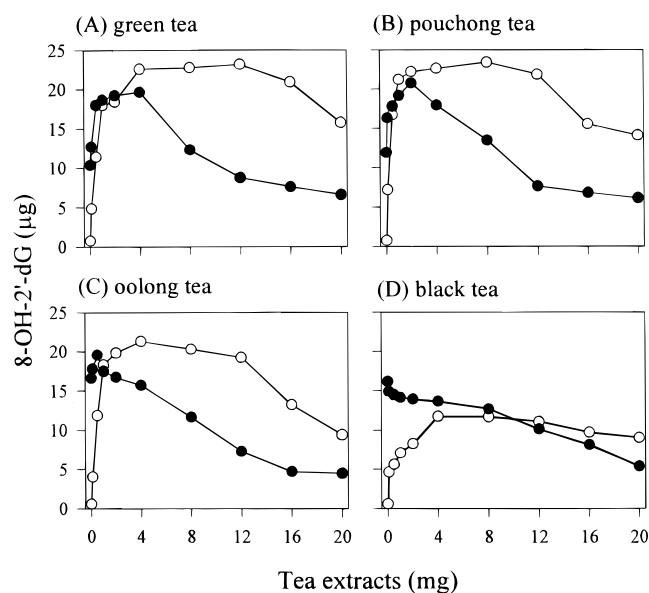 (A) green tea
(B) pouchong tea
25
20
15
10
5
0
(C) oolong tea
(D) black tea
25
20
15
10
5
0
0 4 8 12 16 20
0 4 8 12 16 20
8-OH-2'-dG (µg)
Tea extracts (mg)